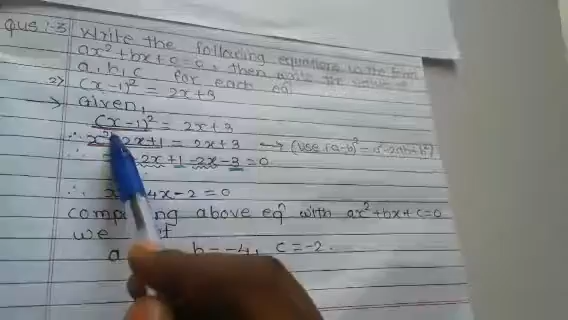 Qus :-3) Write the following equations in the form
ax² + bx + c = 0, then write the values of
a, b, c for each eqⁿ
2) (x-1)² = 2x+3
→ Given,
(x-1)² = 2x+3
∴ x²-2x+1 = 2x+3 → (use (a-b)² = a²-2ab+b²)
∴ 2x+1-2x-3=0
∴ 4x-2=0
comp ng above eqⁿ with ax²+bx+c=0
we
a b=-4, c=-2.